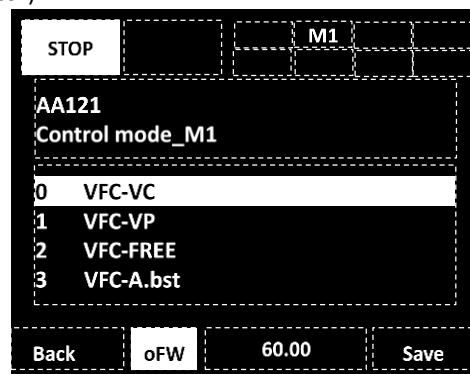 STOP
M1
AA121
Control mode_M1
0 VFC-VC
1 VFC-VP
2 VFC-FREE
3 VFC-A.bst
Back oFW 60.00 Save